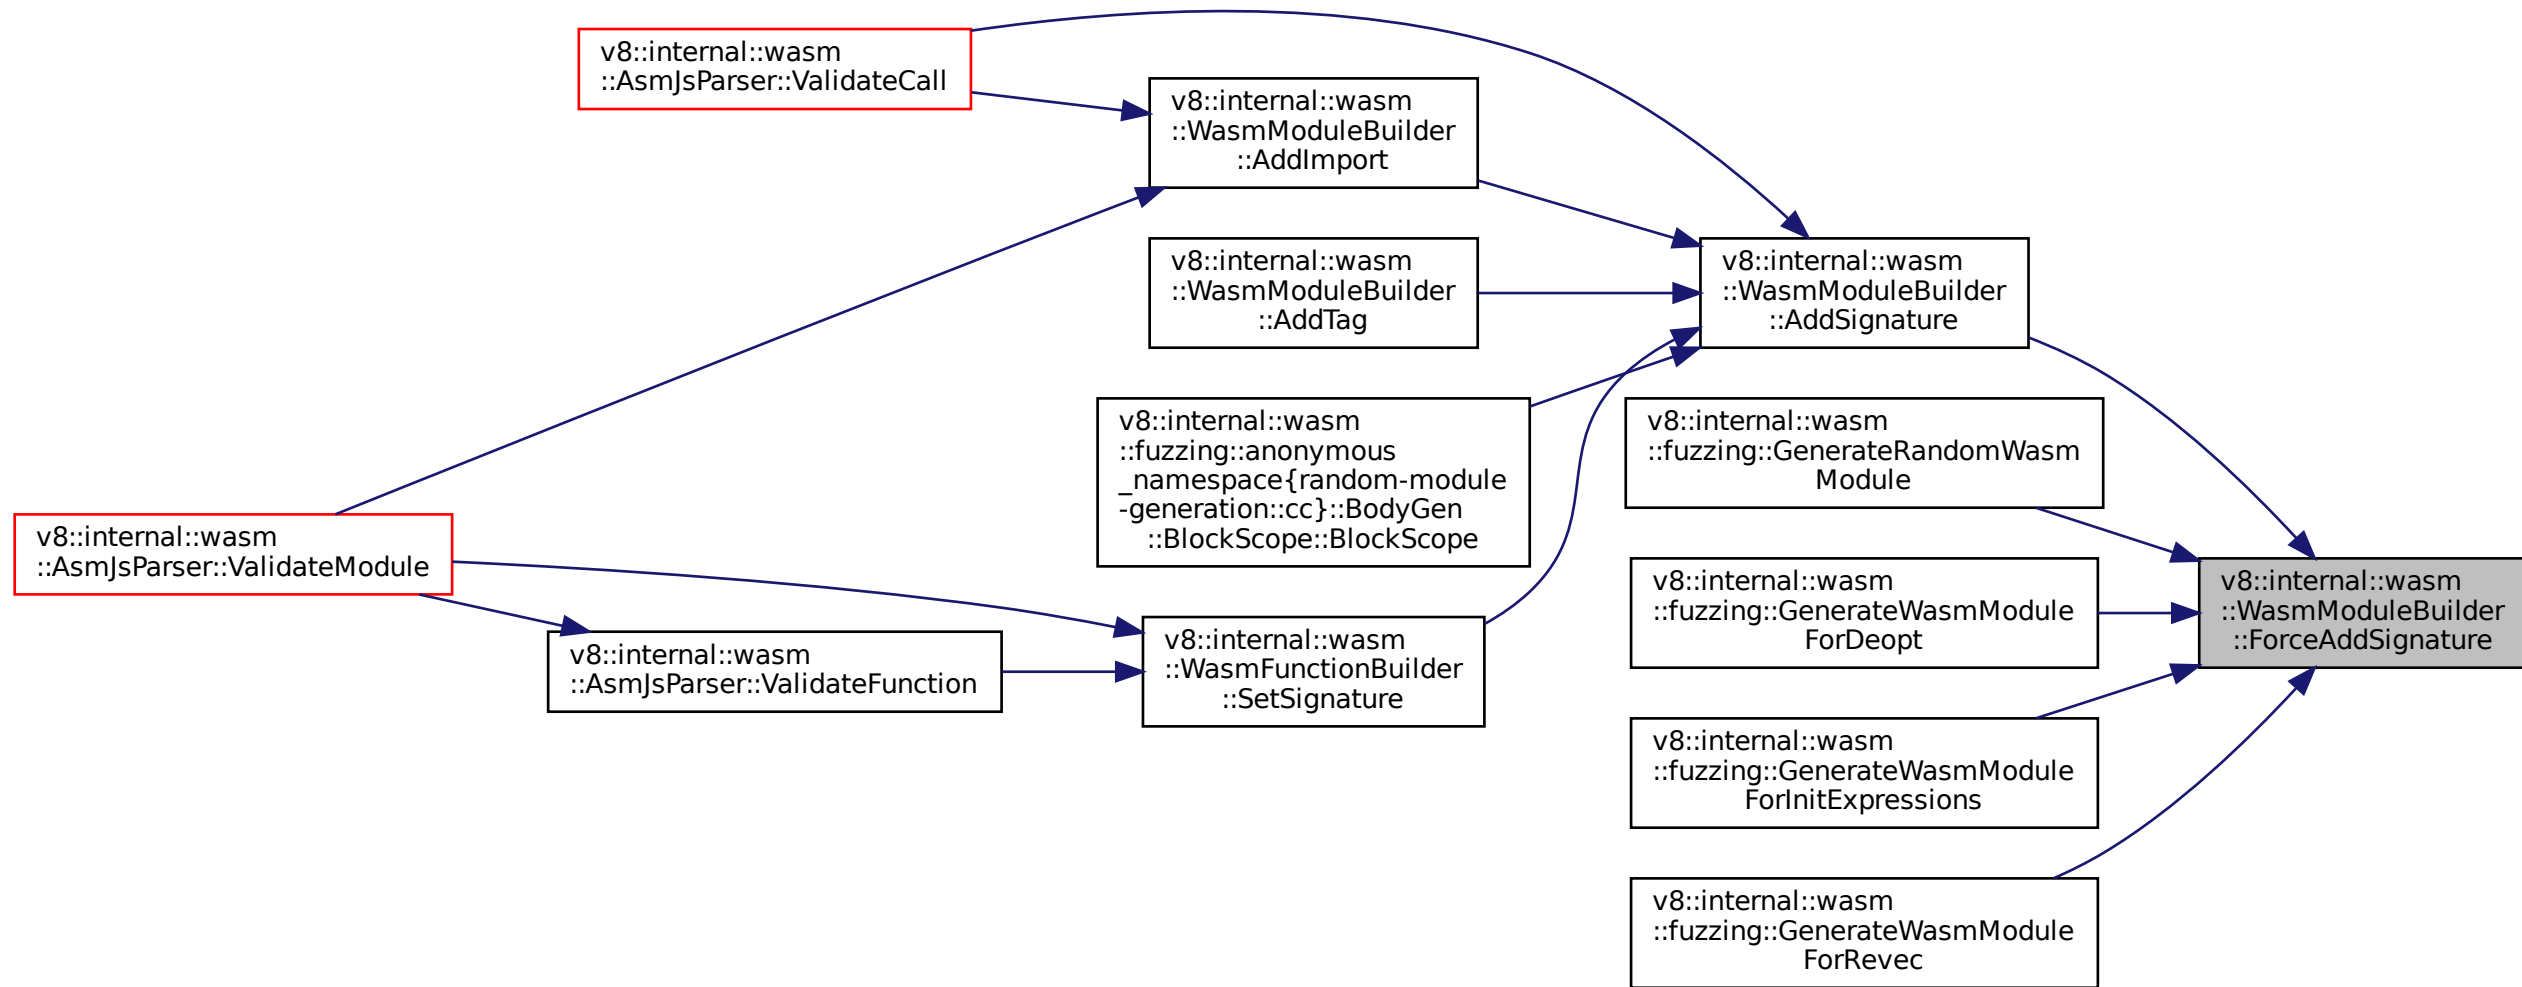 v8::internal::wasm
::AsmJsParser::ValidateCall
v8::internal::wasm
::WasmModuleBuilder
::AddImport
v8::internal::wasm
::WasmModuleBuilder
::AddTag
v8::internal::wasm
::WasmModuleBuilder
::AddSignature
v8::internal::wasm
::fuzzing::anonymous
_namespace{random-module
-generation::cc}::BodyGen
::BlockScope::BlockScope
v8::internal::wasm
::fuzzing::GenerateRandomWasm
Module
v8::internal::wasm
::AsmJsParser::ValidateModule
v8::internal::wasm
::fuzzing::GenerateWasmModule
ForDeopt
v8::internal::wasm
::WasmModuleBuilder
::ForceAddSignature
v8::internal::wasm
::AsmJsParser::ValidateFunction
v8::internal::wasm
::WasmFunctionBuilder
::SetSignature
v8::internal::wasm
::fuzzing::GenerateWasmModule
ForInitExpressions
v8::internal::wasm
::fuzzing::GenerateWasmModule
ForRevec